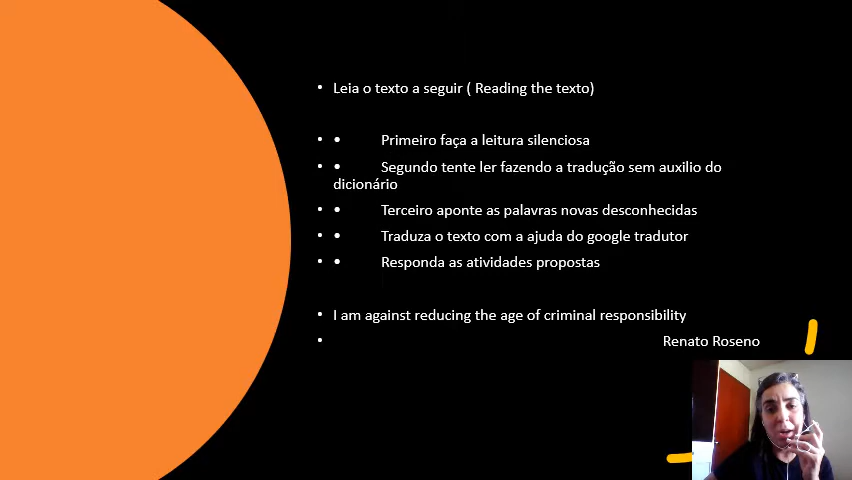 • Leia o texto a seguir ( Reading the texto)
• • Primeiro faça a leitura silenciosa
• • Segundo tente ler fazendo a tradução sem auxilio do
dicionário
• • Terceiro aponte as palavras novas desconhecidas
• • Traduza o texto com a ajuda do google tradutor
• • Responda as atividades propostas
• I am against reducing the age of criminal responsibility
• Renato Roseno